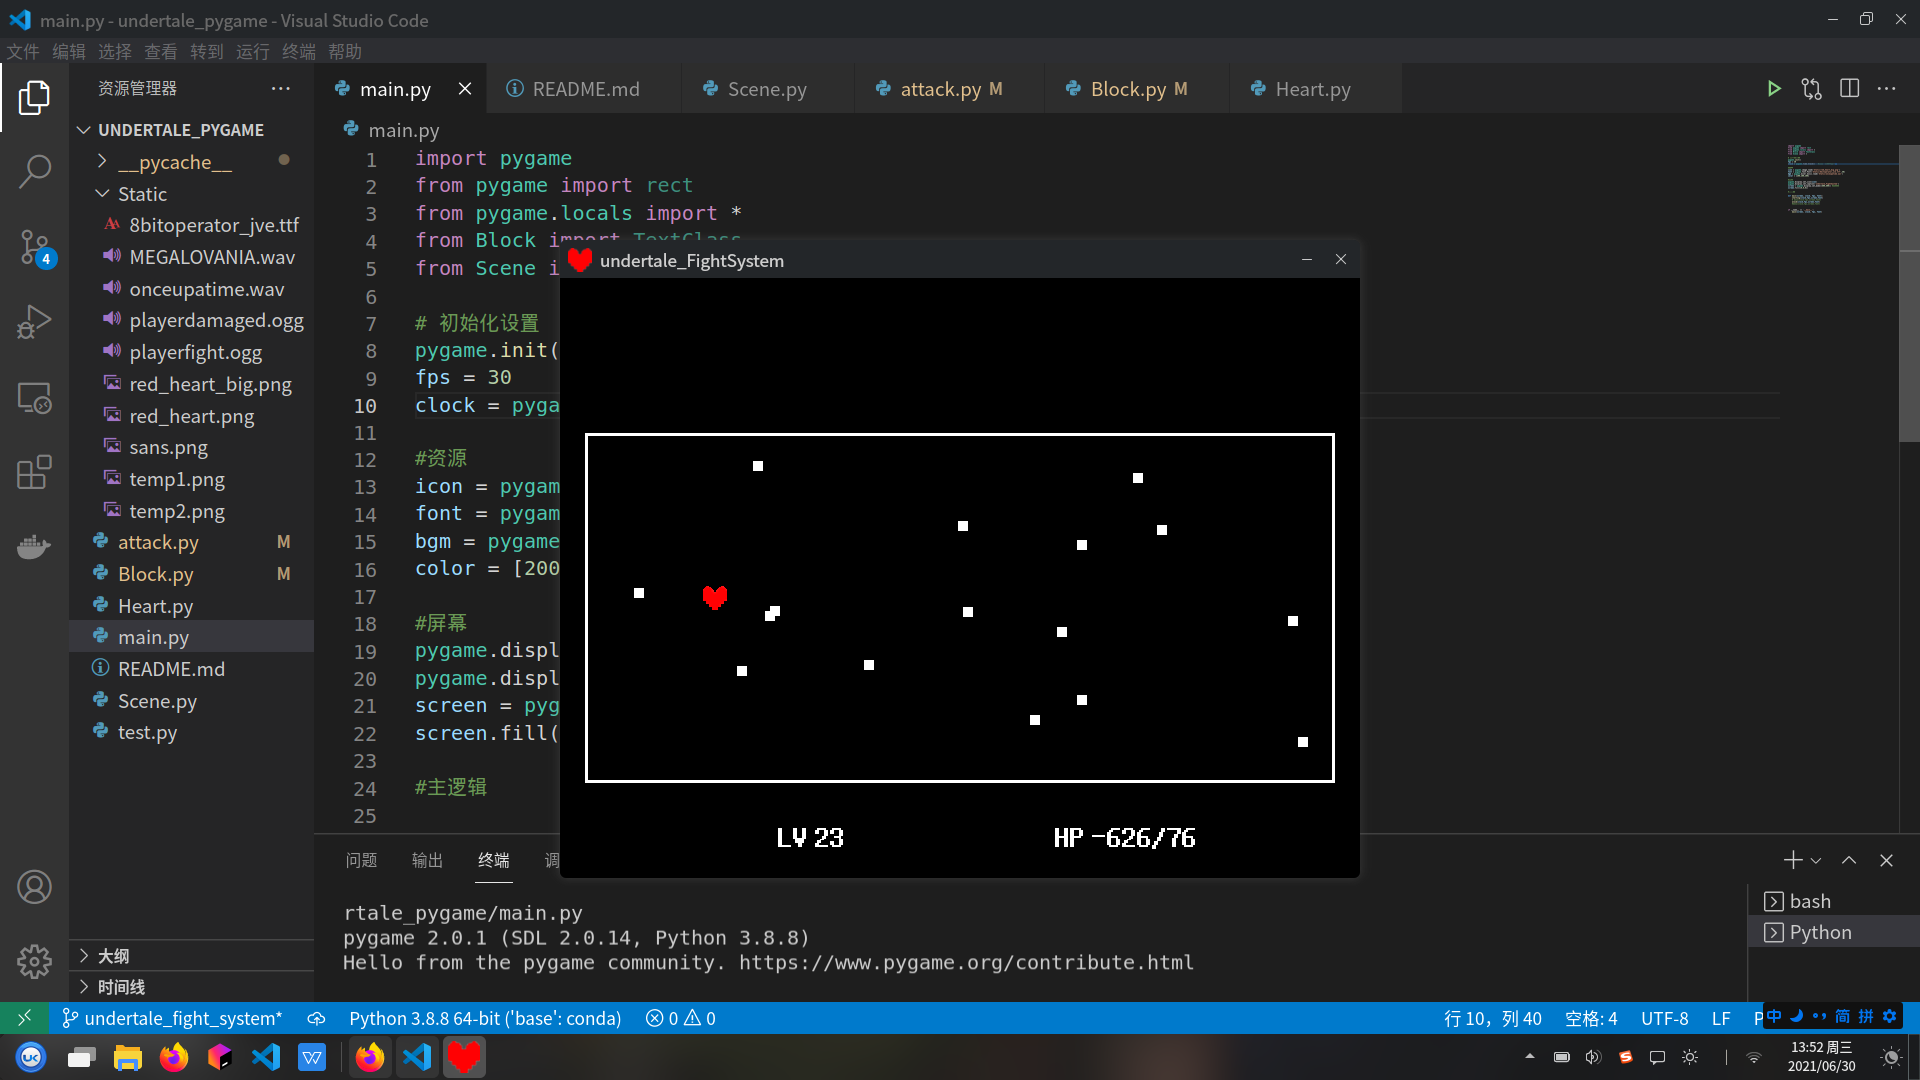 main.py - undertale_pygame - Visual Studio Code
文件 编辑 选择 查看 转到 运行 终端 帮助
资源管理器
main.py
README.md
Scene.py
attack.py M
Block.py M
Heart.py
UNDERTALE_PYGAME
__pycache__
Static
8bitoperator_jve.ttf
MEGALOVANIA.wav
onceupatime.wav
playerdamaged.ogg
playerfight.ogg
red_heart_big.png
red_heart.png
sans.png
temp1.png
temp2.png
attack.py M
Block.py M
Heart.py
main.py
README.md
Scene.py
test.py
大纲
时间线
4
main.py
1 import pygame
2 from pygame import rect
3 from pygame.locals import *
4 from Block import TextClass
5 from Scene i
6
7 # 初始化设置
8 pygame.init(
9 fps = 30
10 clock = pyga
11
12 #资源
13 icon = pygam
14 font = pygam
15 bgm = pygame
16 color = [200
17
18 #屏幕
19 pygame.displ
20 pygame.displ
21 screen = pyg
22 screen.fill(
23
24 #主逻辑
25
undertale_FightSystem
LV 23
HP -626/76
问题 输出 终端 调
rtale_pygame/main.py
pygame 2.0.1 (SDL 2.0.14, Python 3.8.8)
Hello from the pygame community. https://www.pygame.org/contribute.html
bash
Python
undertale_fight_system*
Python 3.8.8 64-bit ('base': conda)
0 0
行 10，列 40
空格: 4
UTF-8
LF
P
中 简 拼
13:52 周三
2021/06/30